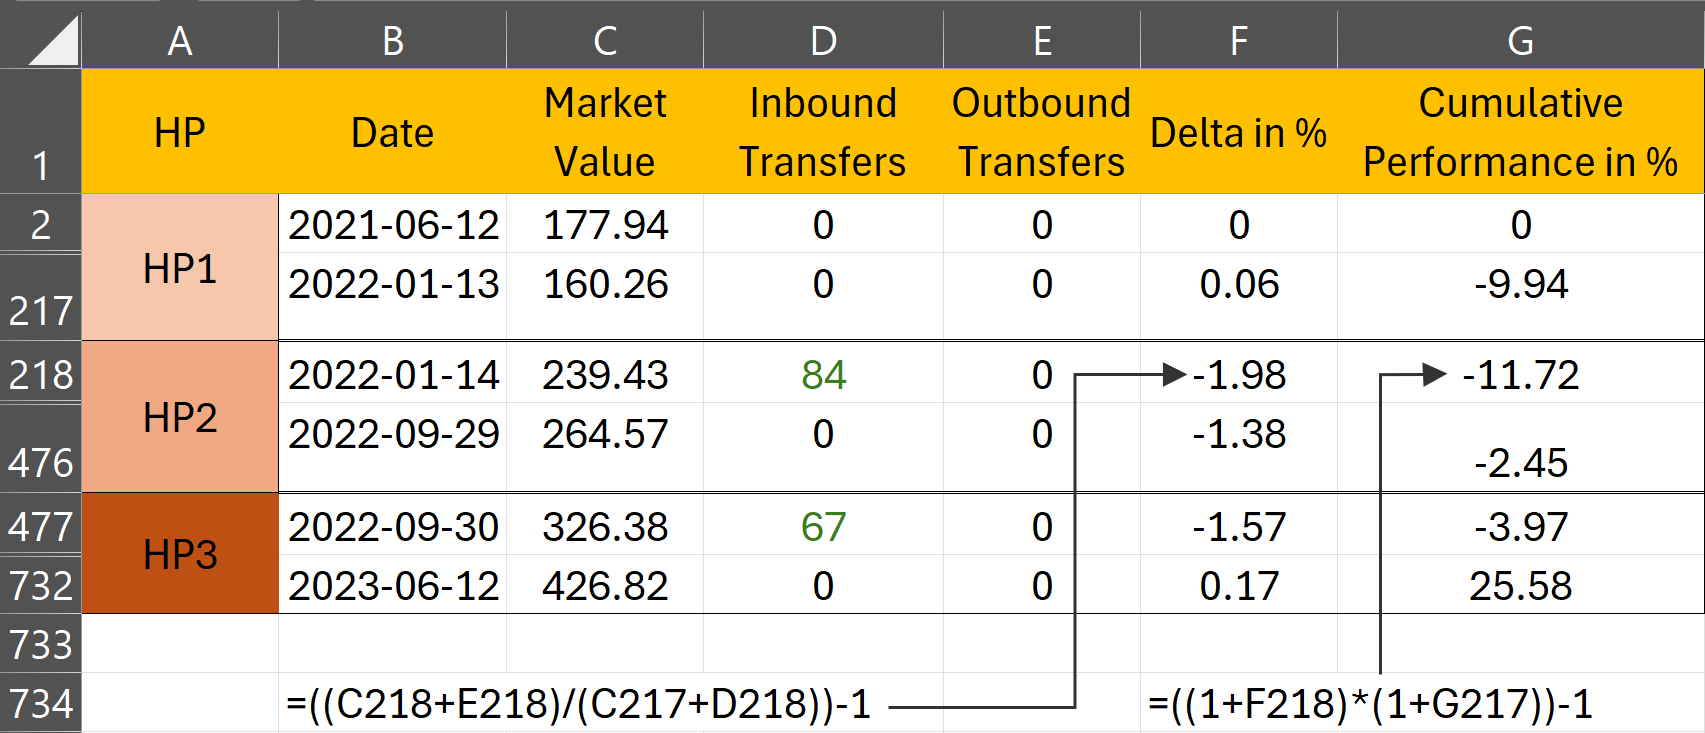 A B C D E F G
1 HP Date Market Value Inbound Transfers Outbound Transfers Delta in % Cumulative Performance in %
2 HP1 2021-06-12 177.94 0 0 0 0
217 2022-01-13 160.26 0 0 0.06 -9.94
218 HP2 2022-01-14 239.43 84 0 -1.98 -11.72
476 2022-09-29 264.57 0 0 -1.38 -2.45
477 HP3 2022-09-30 326.38 67 0 -1.57 -3.97
732 2023-06-12 426.82 0 0 0.17 25.58
733
734 =((C218+E218)/(C217+D218))-1 =((1+F218)*(1+G217))-1